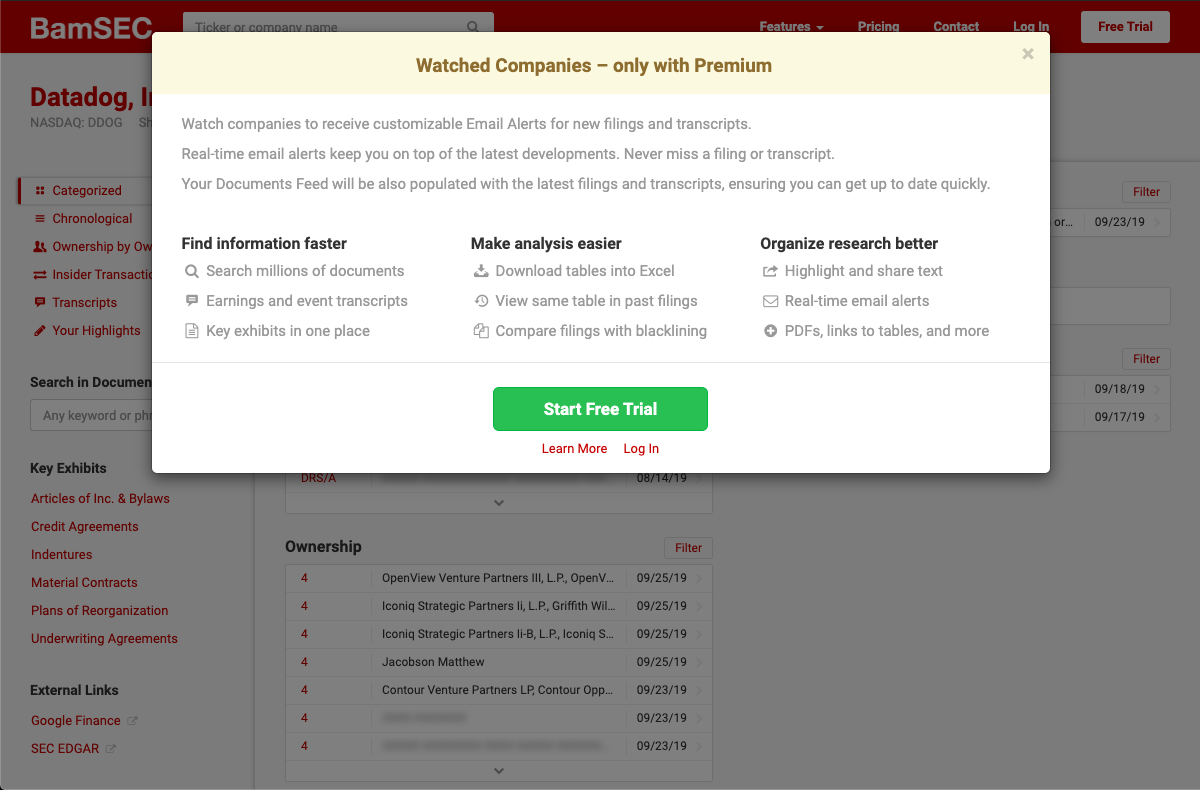 BamSEC
Ticker or company name
Features
Pricing
Contact
Log In
Free Trial
Watched Companies – only with Premium
×
Datadog,
NASDAQ: DDOG
Watch companies to receive customizable Email Alerts for new filings and transcripts.
Real-time email alerts keep you on top of the latest developments. Never miss a filing or transcript.
Your Documents Feed will be also populated with the latest filings and transcripts, ensuring you can get up to date quickly.
Find information faster
Search millions of documents
Earnings and event transcripts
Key exhibits in one place
Make analysis easier
Download tables into Excel
View same table in past filings
Compare filings with blacklining
Organize research better
Highlight and share text
Real-time email alerts
PDFs, links to tables, and more
Start Free Trial
Learn More
Log In
Categorized
Chronological
Ownership by Ow
Insider Transactio
Transcripts
Your Highlights
Search in Documen
Any keyword or phr
Key Exhibits
Articles of Inc. & Bylaws
Credit Agreements
Indentures
Material Contracts
Plans of Reorganization
Underwriting Agreements
External Links
Google Finance
SEC EDGAR
Filter
or... 09/23/19
Filter
09/18/19
09/17/19
DRS/A 08/14/19
Ownership
Filter
4 OpenView Venture Partners III, L.P., OpenV... 09/25/19
4 Iconiq Strategic Partners Ii, L.P., Griffith Wil... 09/25/19
4 Iconiq Strategic Partners Ii-B, L.P., Iconiq S... 09/25/19
4 Jacobson Matthew 09/25/19
4 Contour Venture Partners LP, Contour Opp... 09/23/19
4 09/23/19
4 09/23/19